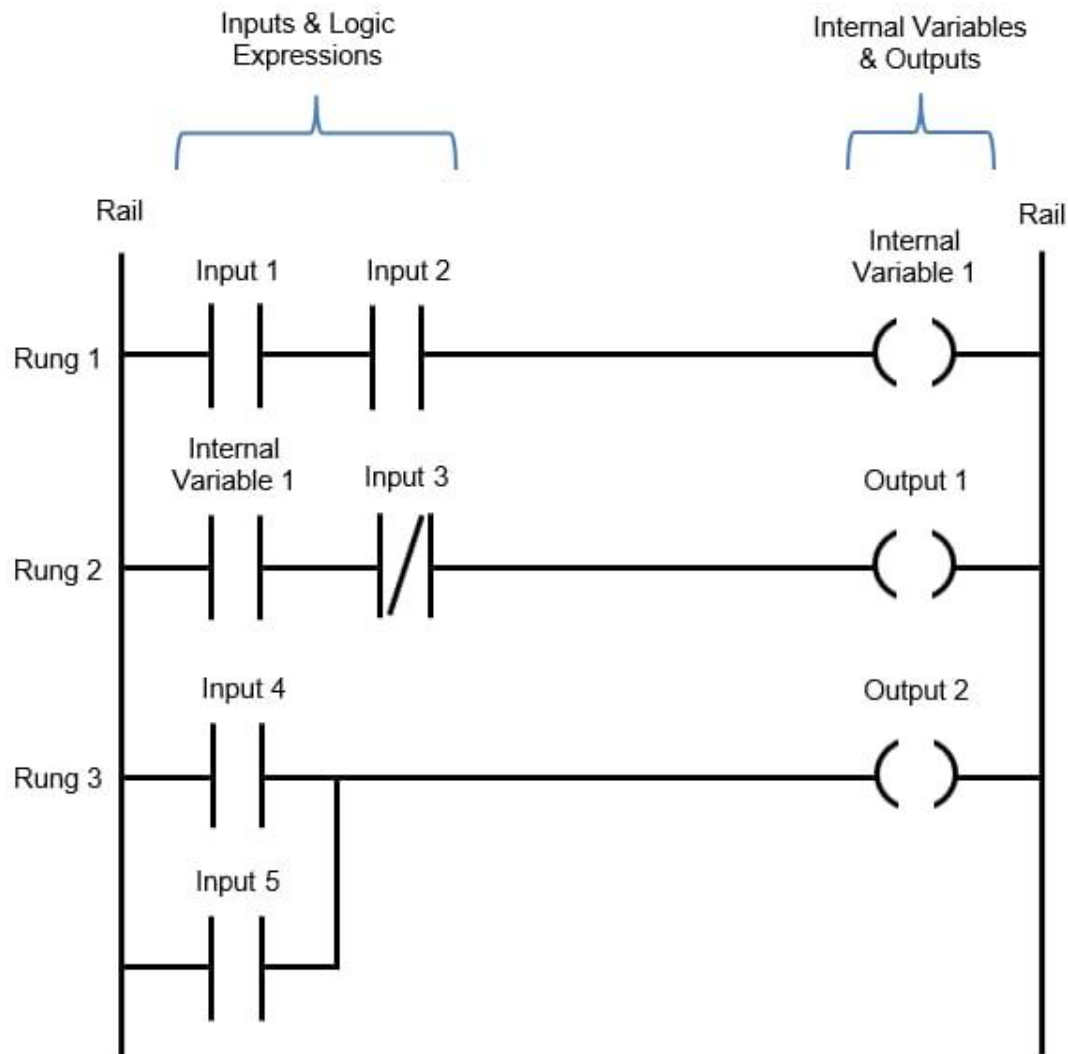 Inputs & Logic
Expressions
Internal Variables
& Outputs
Rail
Rail
Input 1
Input 2
Internal
Variable 1
Rung 1
Internal
Variable 1
Input 3
Output 1
Rung 2
Input 4
Output 2
Rung 3
Input 5